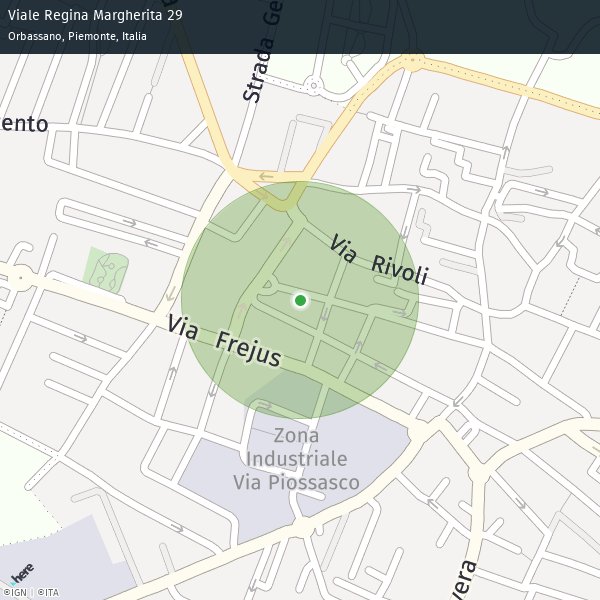 Viale Regina Margherita 29
Orbassano, Piemonte, Italia
Strada Ge
ento
Via Rivoli
Via Frejus
Zona
Industriale
Via Piossasco
vera
here
©IGN | ©ITA